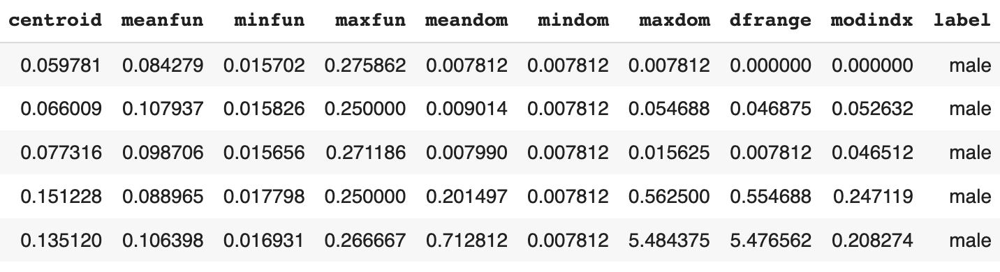 centroid meanfun minfun maxfun meandom mindom maxdom dfrange modindx label
0.059781 0.084279 0.015702 0.275862 0.007812 0.007812 0.007812 0.000000 0.000000 male
0.066009 0.107937 0.015826 0.250000 0.009014 0.007812 0.054688 0.046875 0.052632 male
0.077316 0.098706 0.015656 0.271186 0.007990 0.007812 0.015625 0.007812 0.046512 male
0.151228 0.088965 0.017798 0.250000 0.201497 0.007812 0.562500 0.554688 0.247119 male
0.135120 0.106398 0.016931 0.266667 0.712812 0.007812 5.484375 5.476562 0.208274 male